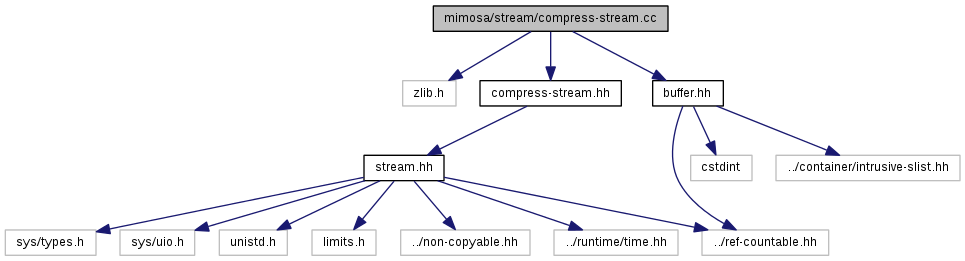 mimosa/stream/compress-stream.cc
zlib.h
compress-stream.hh
buffer.hh
stream.hh
cstdint
../container/intrusive-slist.hh
sys/types.h
sys/uio.h
unistd.h
limits.h
../non-copyable.hh
../runtime/time.hh
../ref-countable.hh